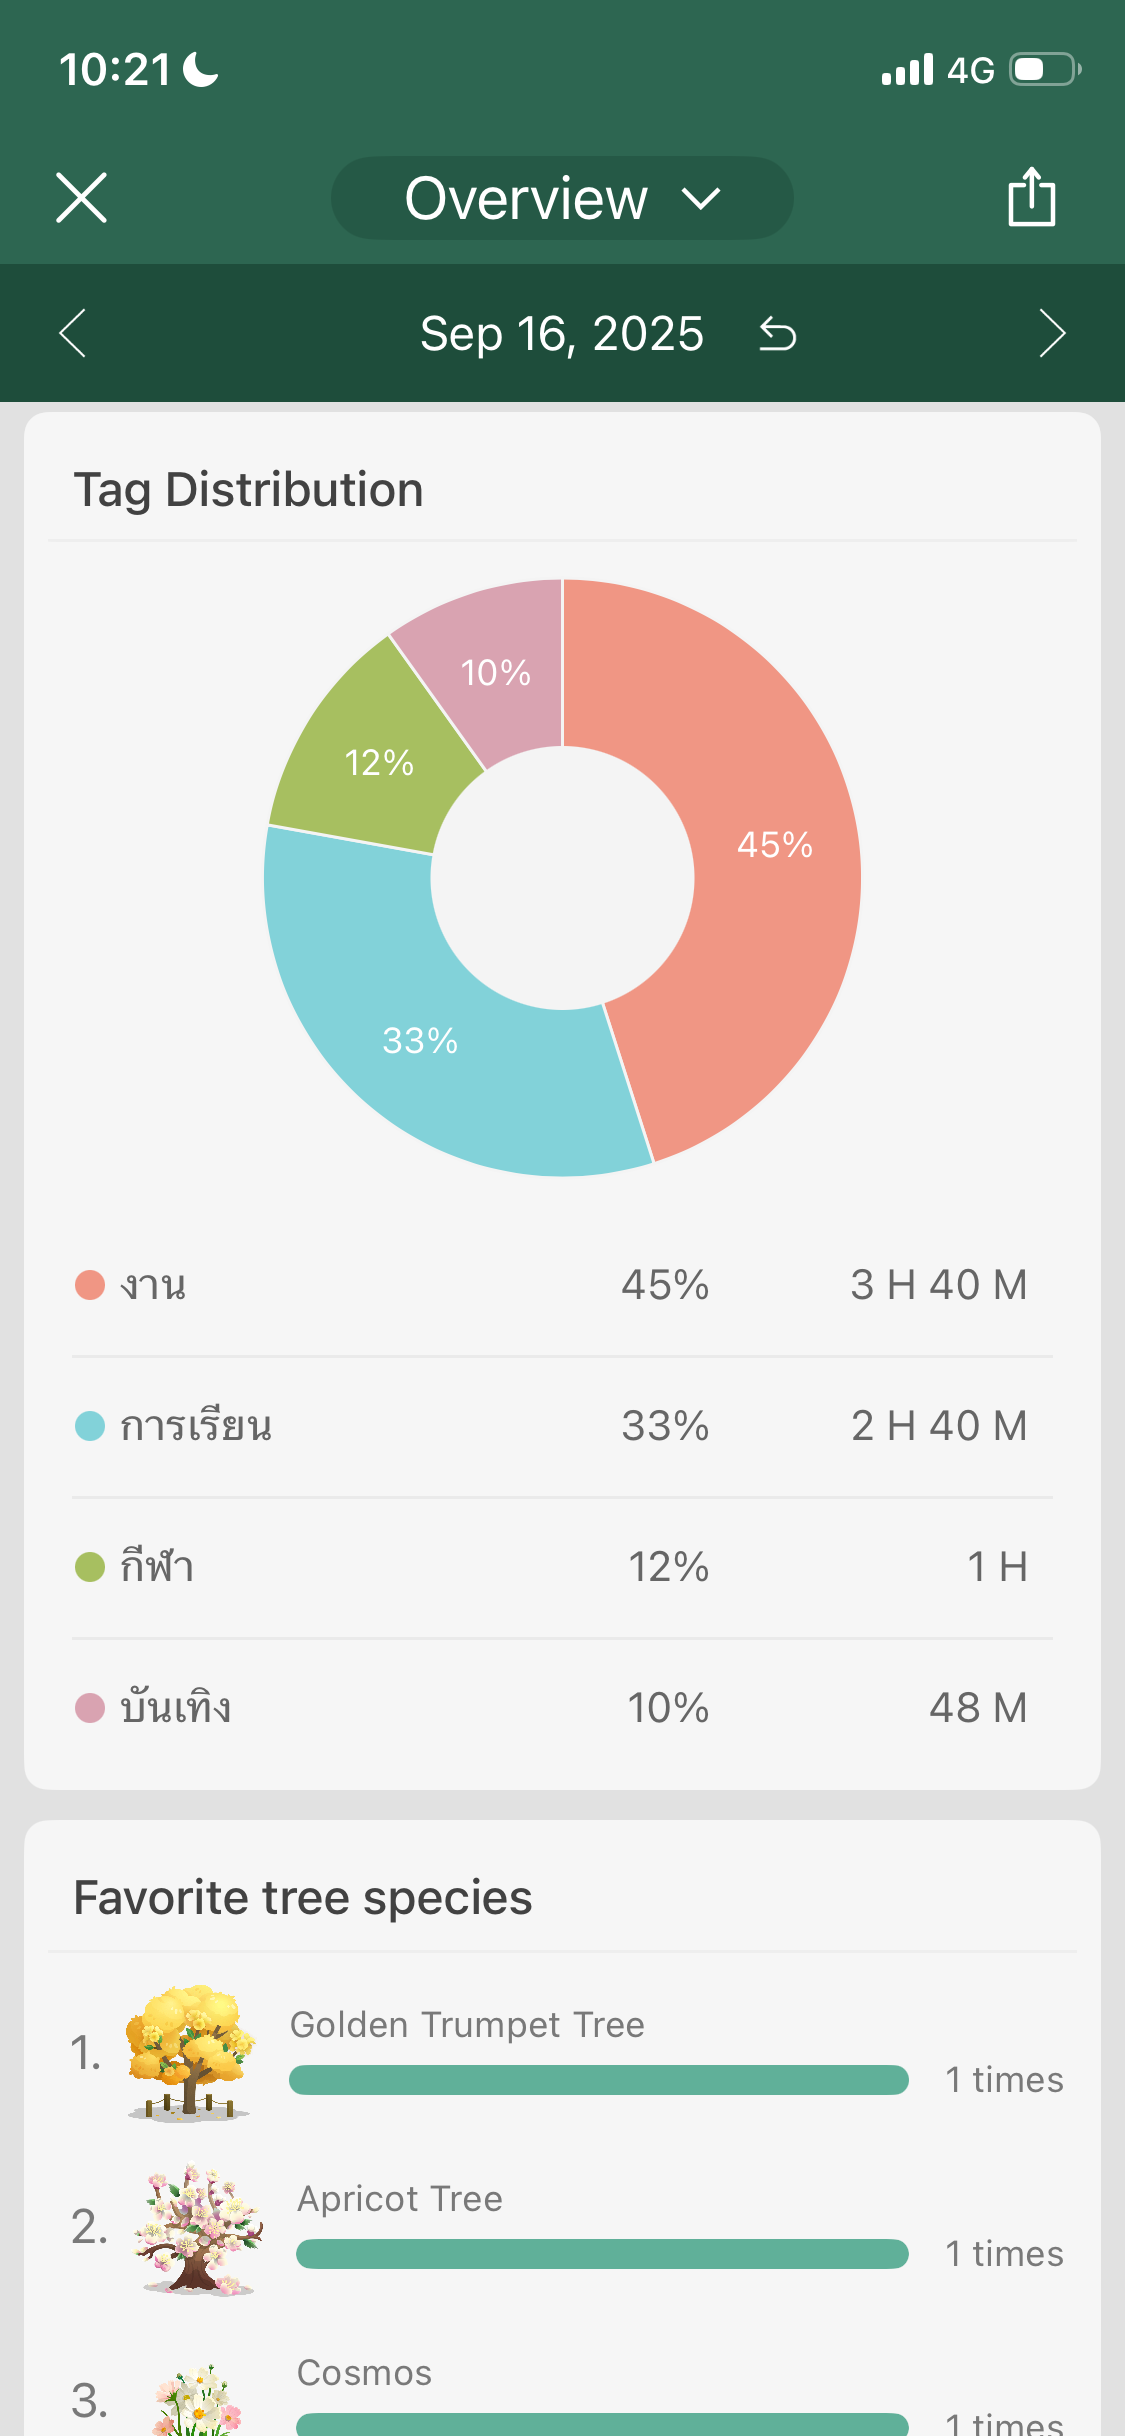 10:21
4G
Overview
Sep 16, 2025
Tag Distribution
10%
12%
45%
33%
งาน 45% 3 H 40 M
การเรียน 33% 2 H 40 M
กีฬา 12% 1 H
บันเทิง 10% 48 M
Favorite tree species
1. Golden Trumpet Tree
1 times
2. Apricot Tree
1 times
3. Cosmos
1 times